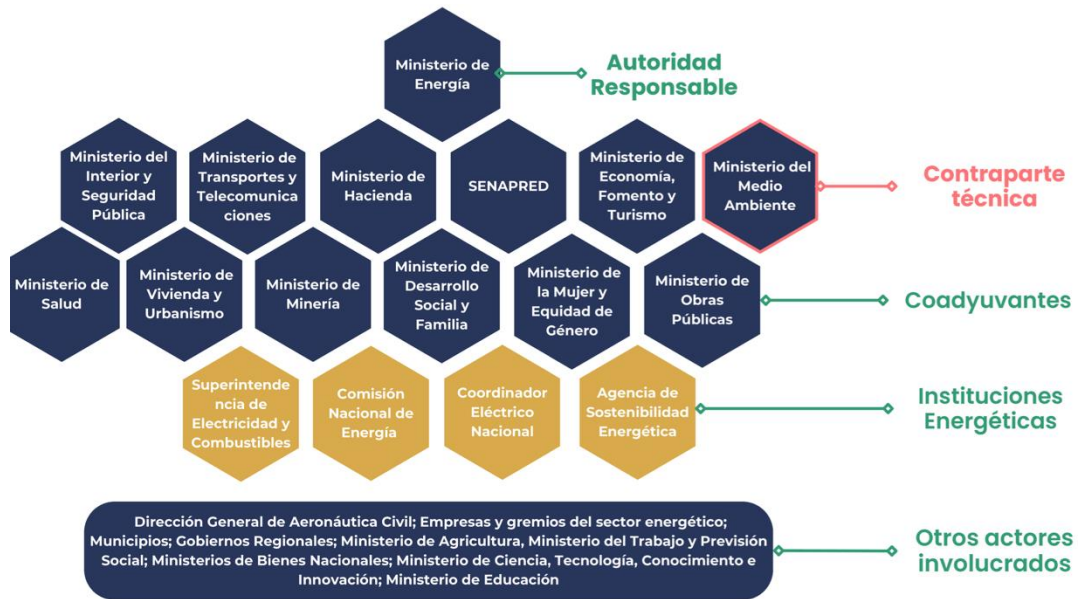 Ministerio de
Energía
Autoridad
Responsable
Ministerio del
Interior y
Seguridad
Pública
Ministerio de
Transportes y
Telecomunica
ciones
Ministerio de
Hacienda
SENAPRED
Ministerio de
Economía,
Fomento y
Turismo
Ministerio del
Medio
Ambiente
Contraparte
técnica
Ministerio de
Salud
Ministerio de
Vivienda y
Urbanismo
Ministerio de
Minería
Ministerio de
Desarrollo
Social y
Familia
Ministerio de
la Mujer y
Equidad de
Género
Ministerio de
Obras
Públicas
Coadyuvantes
Superintende
ncia de
Electricidad y
Combustibles
Comisión
Nacional de
Energía
Coordinador
Eléctrico
Nacional
Agencia de
Sostenibilidad
Energética
Instituciones
Energéticas
Dirección General de Aeronáutica Civil; Empresas y gremios del sector energético;
Municipios; Gobiernos Regionales; Ministerio de Agricultura, Ministerio del Trabajo y Previsión
Social; Ministerios de Bienes Nacionales; Ministerio de Ciencia, Tecnología, Conocimiento e
Innovación; Ministerio de Educación
Otros actores
involucrados